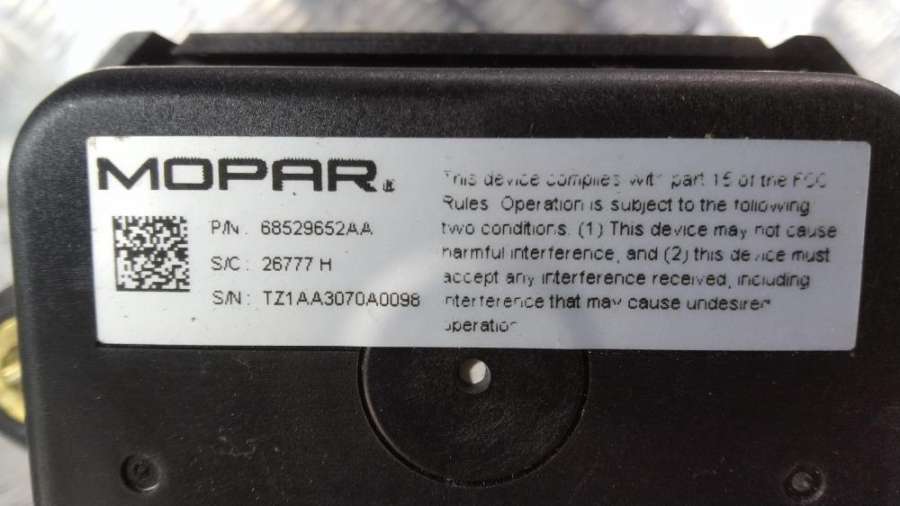 MOPAR®
P/N: 68529652AA
S/C: 26777 H
S/N: TZ1AA3070A0098
This device complies with part 15 of the FCC
Rules. Operation is subject to the following
two conditions. (1) This device may not cause
harmful interference, and (2) this device must
accept any interference received, including
interference that may cause undesired
operation